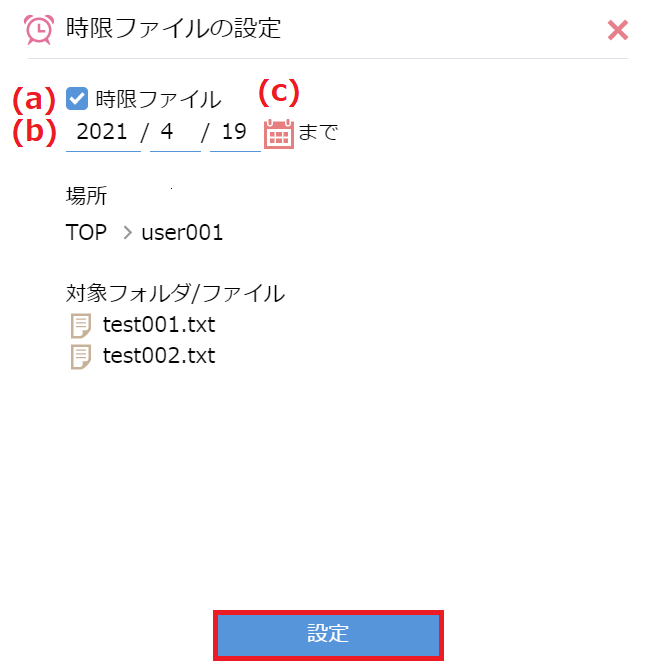 時限ファイルの設定
(a) 時限ファイル (c)
(b) 2021 / 4 / 19 まで
場所
TOP > user001
対象フォルダ/ファイル
test001.txt
test002.txt
設定